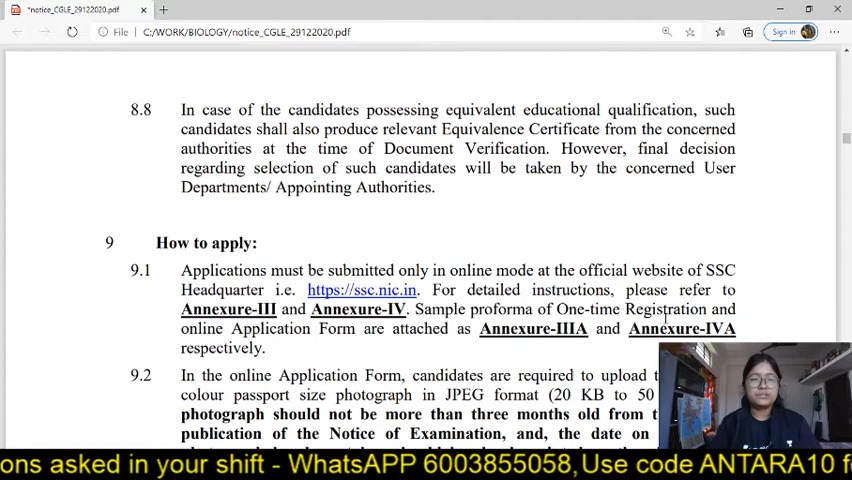 *notice_CGLE_29122020.pdf
File
C:/WORK/BIOLOGY/notice_CGLE_29122020.pdf
Sign in
8.8 In case of the candidates possessing equivalent educational qualification, such
candidates shall also produce relevant Equivalence Certificate from the concerned
authorities at the time of Document Verification. However, final decision
regarding selection of such candidates will be taken by the concerned User
Departments/ Appointing Authorities.
9 How to apply:
9.1 Applications must be submitted only in online mode at the official website of SSC
Headquarter i.e. https://ssc.nic.in. For detailed instructions, please refer to
Annexure-III and Annexure-IV. Sample proforma of One-time Registration and
online Application Form are attached as Annexure-IIIA and Annexure-IVA
respectively.
9.2 In the online Application Form, candidates are required to upload
colour passport size photograph in JPEG format (20 KB to 50
photograph should not be more than three months old from
publication of the Notice of Examination, and, the date on
ons asked in your shift - WhatsAPP 6003855058,Use code ANTARA10 fo